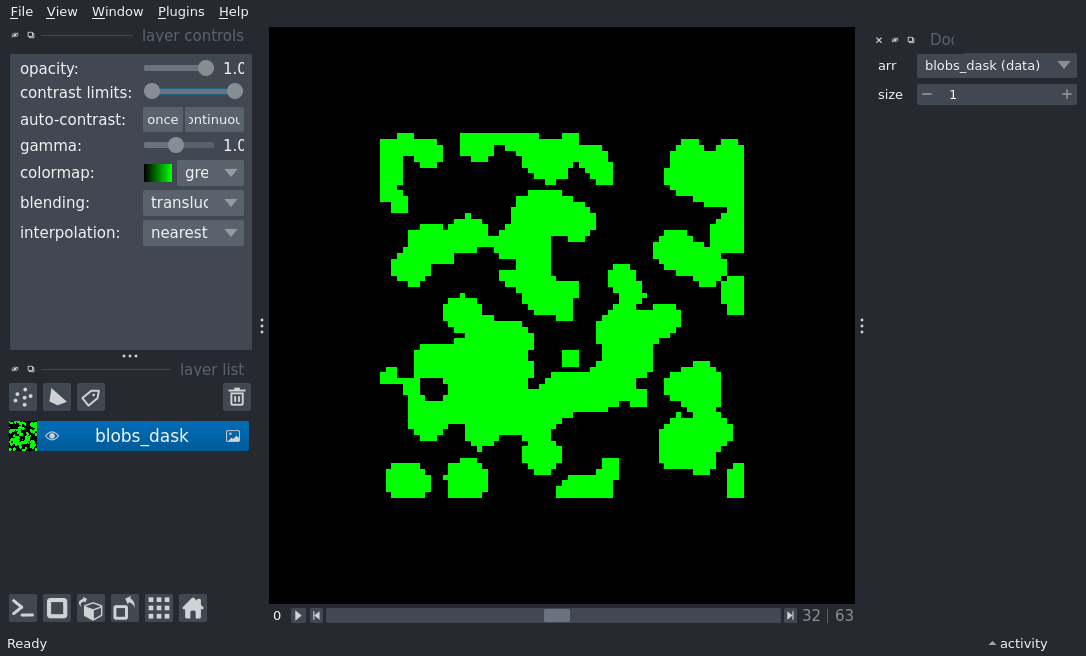 File View Window Plugins Help
layer controls
opacity: 1.0
contrast limits:
auto-contrast: once ontinuou
gamma: 1.0
colormap: gre
blending: transluc
interpolation: nearest
layer list
blobs_dask
0 32 | 63
Ready
Doc
arr blobs_dask (data)
size 1
activity